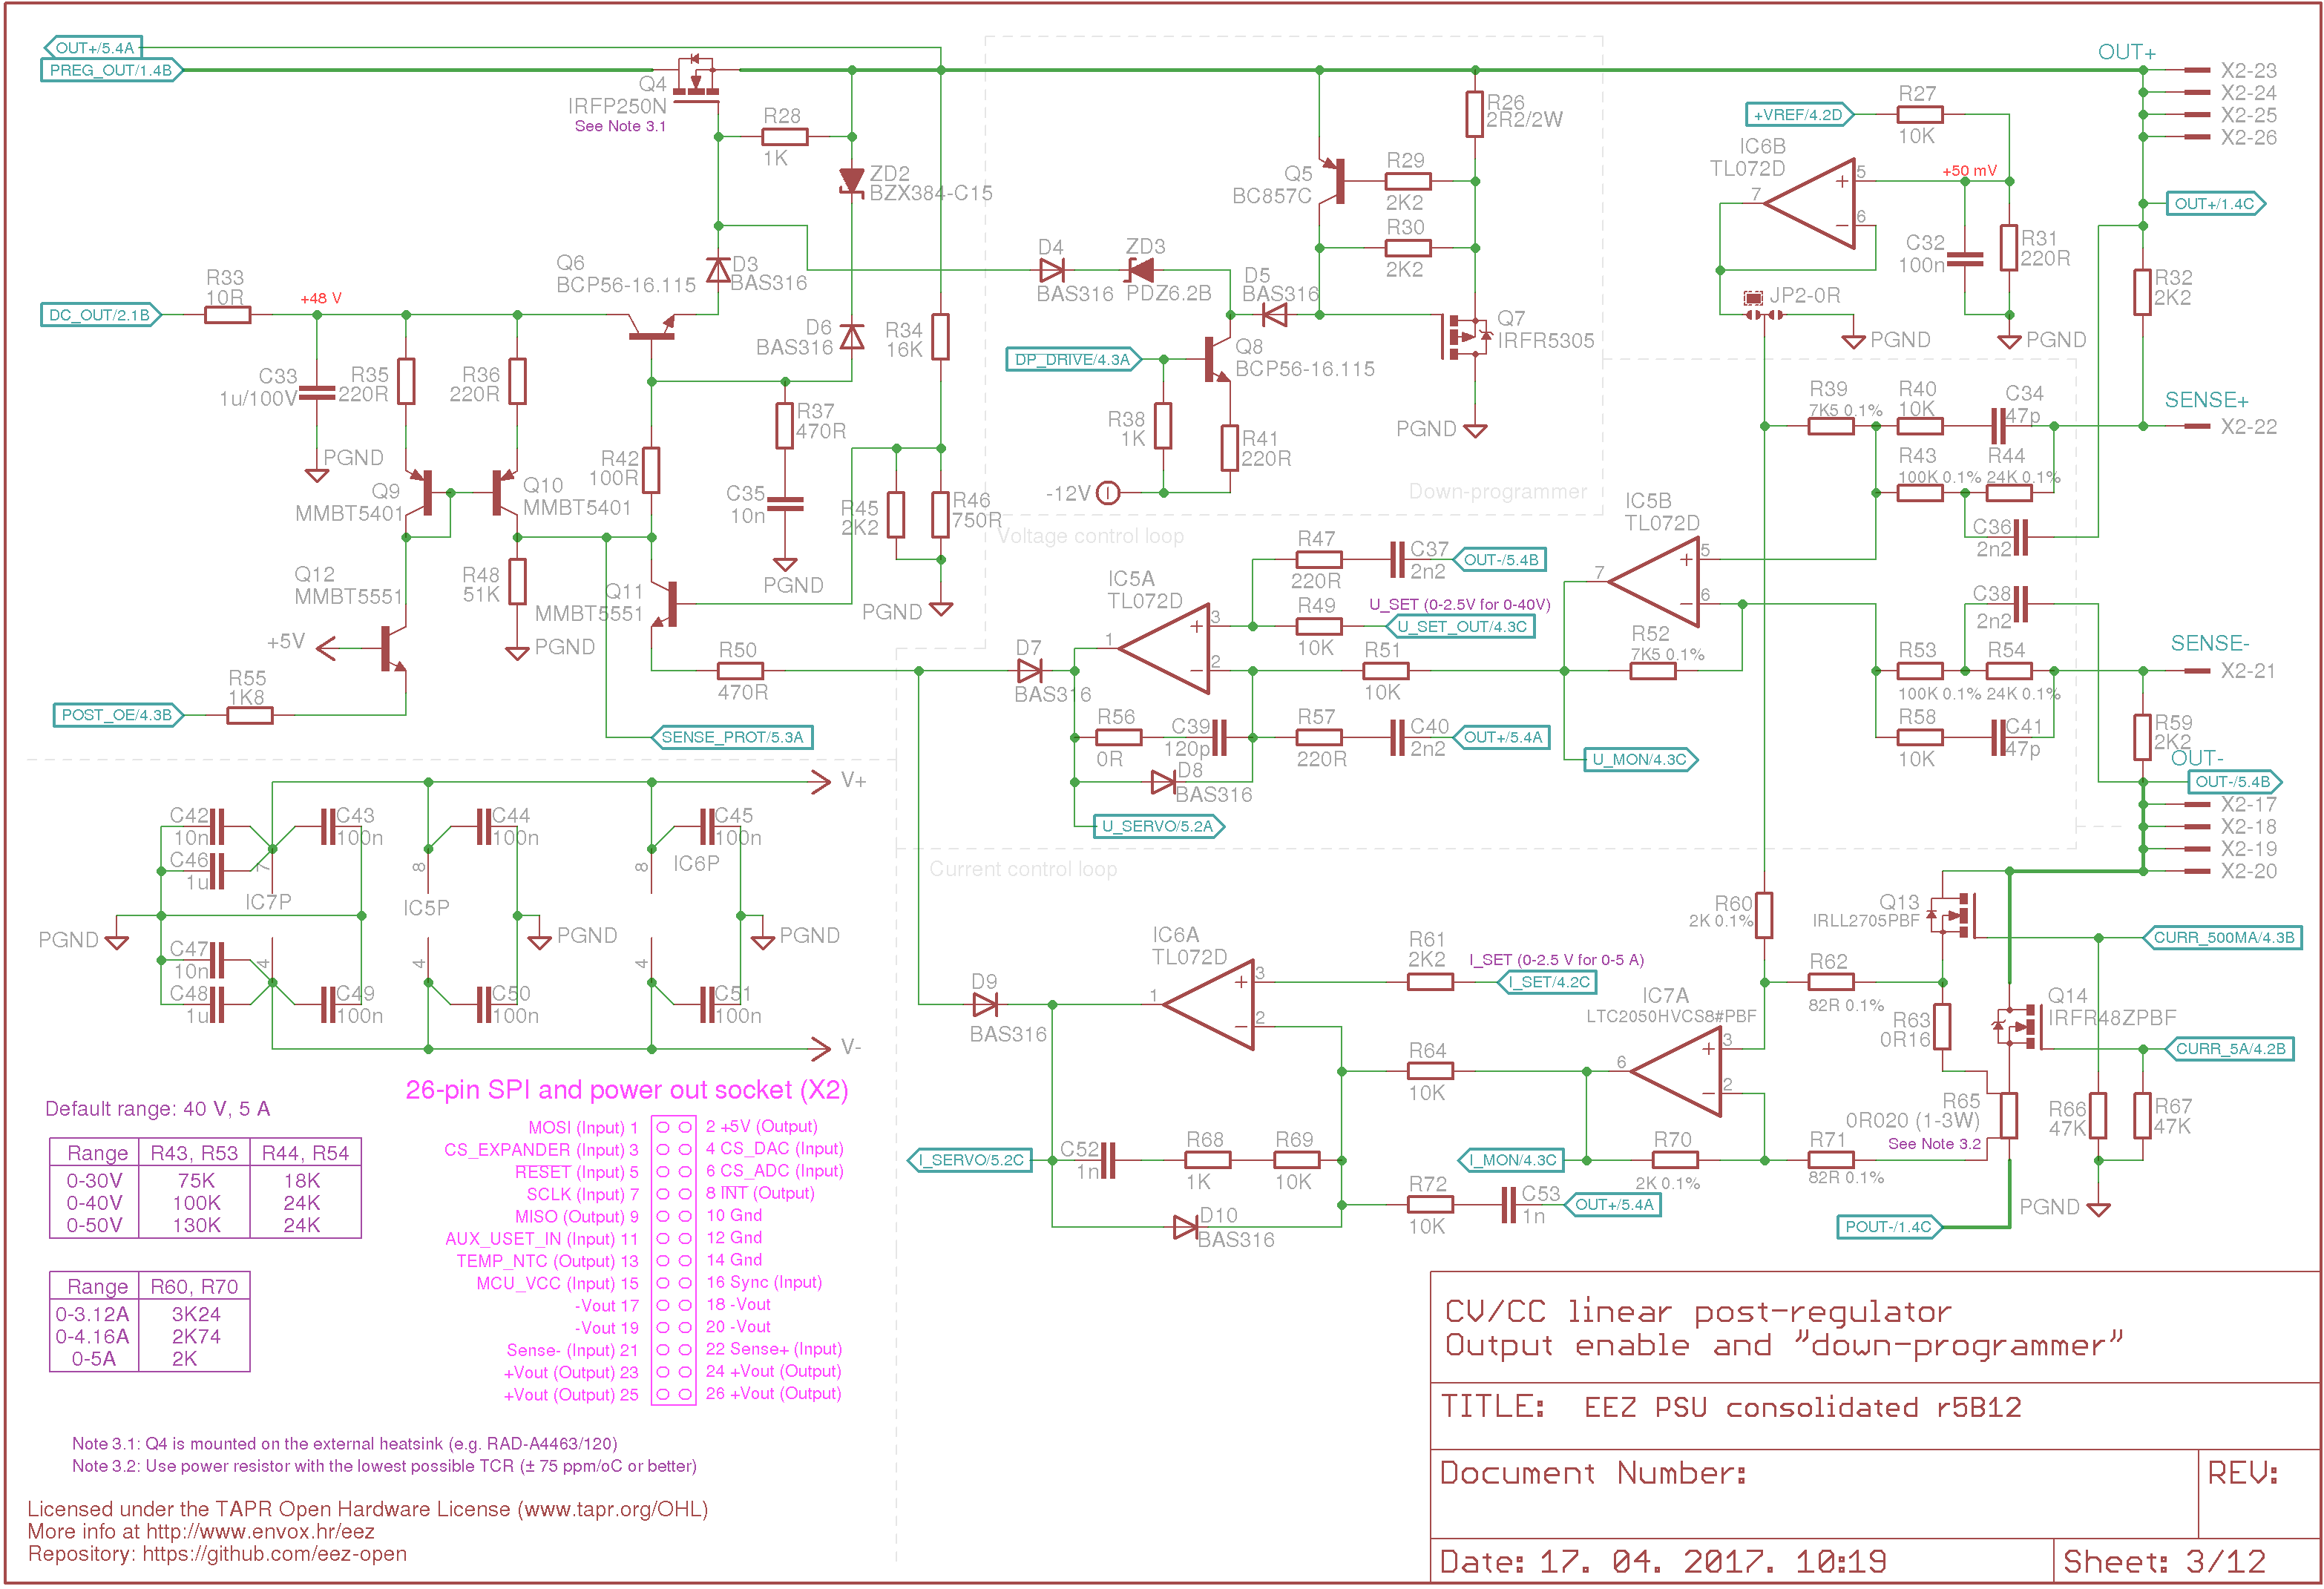 OUT+/5.4A
PREG_OUT/1.4B
Q4
IRFP250N
See Note 3.1
R28
1K
ZD2
BZX384-C15
Q6
BCP56-16.115
D3
BAS316
R33
10R
+48 V
DC_OUT/2.1B
D6
BAS316
R34
16K
C33
1u/100V
R35
220R
R36
220R
PGND
R37
470R
R42
100R
Q9
MMBT5401
Q10
MMBT5401
C35
10n
PGND
R45
2K2
R46
750R
PGND
Q12
MMBT5551
R48
51K
PGND
Q11
MMBT5551
+5V
R55
1K8
POST_OE/4.3B
R50
470R
SENSE_PROT/5.3A
D4
BAS316
ZD3
PDZ6.2B
D5
BAS316
Q5
BC857C
R26
2R2/2W
R29
2K2
R30
2K2
Q7
IRFR5305
PGND
DP_DRIVE/4.3A
Q8
BCP56-16.115
R38
1K
R41
220R
-12V
Down-programmer
OUT+
X2-23
X2-24
X2-25
X2-26
+VREF/4.2D
R27
10K
IC6B
TL072D
5
6
7
+50 mV
C32
100n
R31
220R
OUT+/1.4C
R32
2K2
JP2-0R
PGND
PGND
SENSE+
X2-22
R39
7K5 0.1%
R40
10K
C34
47p
R43
100K 0.1%
R44
24K 0.1%
C36
2n2
Voltage control loop
IC5B
TL072D
5
6
7
R47
220R
C37
2n2
OUT-/5.4B
IC5A
TL072D
1
3
2
R49
10K
U_SET (0-2.5V for 0-40V)
U_SET_OUT/4.3C
D7
BAS316
R51
10K
R52
7K5 0.1%
C38
2n2
SENSE-
X2-21
R53
100K 0.1%
R54
24K 0.1%
R58
10K
C41
47p
R56
0R
C39
120p
R57
220R
C40
2n2
OUT+/5.4A
D8
BAS316
U_SERVO/5.2A
U_MON/4.3C
R59
2K2
OUT-
OUT-/5.4B
X2-17
X2-18
X2-19
X2-20
V+
C42
10n
C43
100n
C44
100n
C45
100n
C46
1u
7
8
8
IC7P
IC5P
IC6P
PGND
PGND
PGND
C47
10n
C48
1u
4
4
4
C49
100n
C50
100n
C51
100n
V-
Current control loop
R60
2K 0.1%
Q13
IRLL2705PBF
CURR_500MA/4.3B
IC6A
TL072D
1
3
2
R61
2K2
I_SET (0-2.5 V for 0-5 A)
I_SET/4.2C
D9
BAS316
R62
82R 0.1%
IC7A
LTC2050HVCS8#PBF
3
2
6
R63
0R16
Q14
IRFR48ZPBF
CURR_5A/4.2B
R64
10K
R65
0R020 (1-3W)
See Note 3.2
R66
47K
R67
47K
I_SERVO/5.2C
C52
1n
R68
1K
R69
10K
I_MON/4.3C
R70
2K 0.1%
R71
82R 0.1%
R72
10K
C53
1n
OUT+/5.4A
D10
BAS316
POUT-/1.4C
PGND
Default range: 40 V, 5 A
Range R43, R53 R44, R54
0-30V 75K 18K
0-40V 100K 24K
0-50V 130K 24K
Range R60, R70
0-3.12A 3K24
0-4.16A 2K74
0-5A 2K
26-pin SPI and power out socket (X2)
MOSI (Input) 1 2 +5V (Output)
CS_EXPANDER (Input) 3 4 CS_DAC (Input)
RESET (Input) 5 6 CS_ADC (Input)
SCLK (Input) 7 8 INT (Output)
MISO (Output) 9 10 Gnd
AUX_USET_IN (Input) 11 12 Gnd
TEMP_NTC (Output) 13 14 Gnd
MCU_VCC (Input) 15 16 Sync (Input)
-Vout 17 18 -Vout
-Vout 19 20 -Vout
Sense- (Input) 21 22 Sense+ (Input)
+Vout (Output) 23 24 +Vout (Output)
+Vout (Output) 25 26 +Vout (Output)
Note 3.1: Q4 is mounted on the external heatsink (e.g. RAD-A4463/120)
Note 3.2: Use power resistor with the lowest possible TCR (± 75 ppm/oC or better)
Licensed under the TAPR Open Hardware License (www.tapr.org/OHL)
More info at http://www.envox.hr/eez
Repository: https://github.com/eez-open
CV/CC linear post-regulator
Output enable and "down-programmer"
TITLE: EEZ PSU consolidated r5B12
Document Number:
REV:
Date: 17. 04. 2017. 10:19
Sheet: 3/12